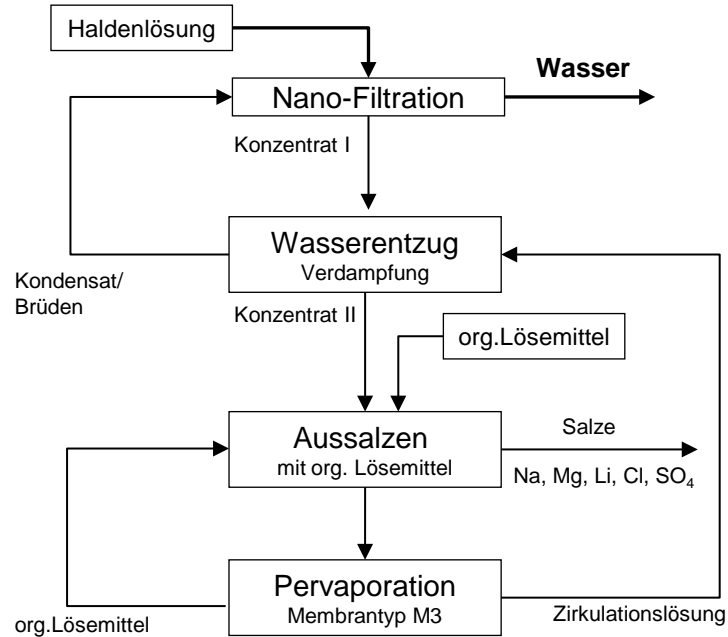 Haldenlösung
Wasser
Nano-Filtration
Konzentrat I
Wasserentzug
Verdampfung
Kondensat/
Brüden
Konzentrat II
org.Lösemittel
Aussalzen
mit org. Lösemittel
Salze
Na, Mg, Li, Cl, SO₄
Pervaporation
Membrantyp M3
org.Lösemittel
Zirkulationslösung